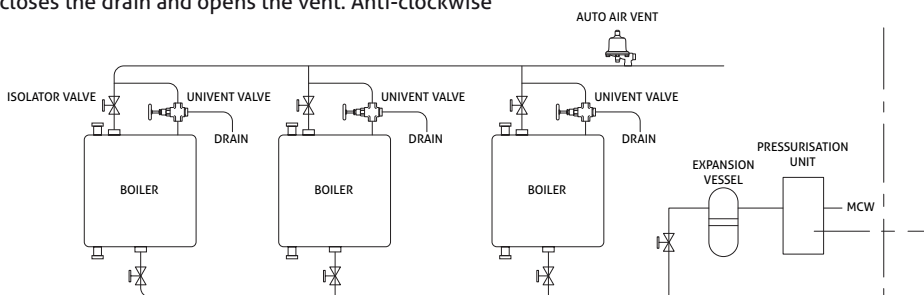 closes the drain and opens the vent. Anti-clockwise
AUTO AIR VENT
ISOLATOR VALVE
UNIVENT VALVE
UNIVENT VALVE
UNIVENT VALVE
DRAIN
DRAIN
DRAIN
PRESSURISATION
UNIT
EXPANSION
VESSEL
BOILER
BOILER
BOILER
MCW